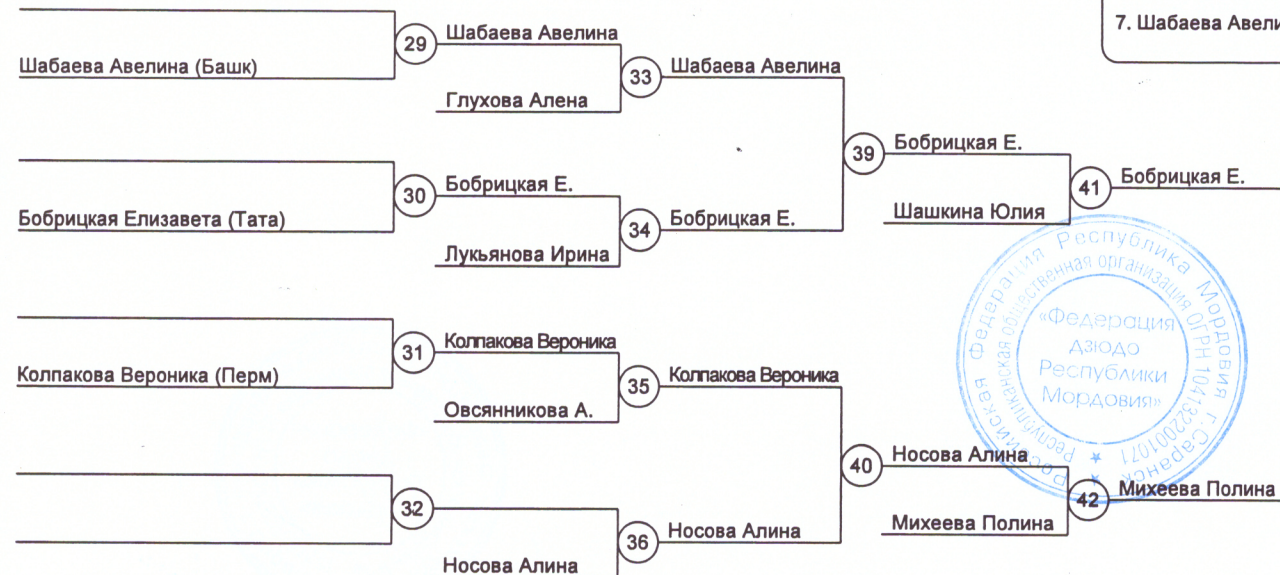 7. Шабаева Авели
29
Шабаева Авелина
Шабаева Авелина (Башк)
33
Шабаева Авелина
Глухова Алена
39
Бобрицкая Е.
30
Бобрицкая Е.
41
Бобрицкая Е.
Бобрицкая Елизавета (Тата)
34
Бобрицкая Е.
Шашкина Юлия
Лукьянова Ирина
31
Колпакова Вероника
Колпакова Вероника (Перм)
35
Колпакова Вероника
Овсянникова А.
40
Носова Алина
32
42
Михеева Полина
36
Носова Алина
Михеева Полина
Носова Алина
Российская Федерация Республика Мордовия г.Саранск
Республиканская общественная организация ОГРН 1041322001071
«Федерация
дзюдо
Республики
Мордовия»